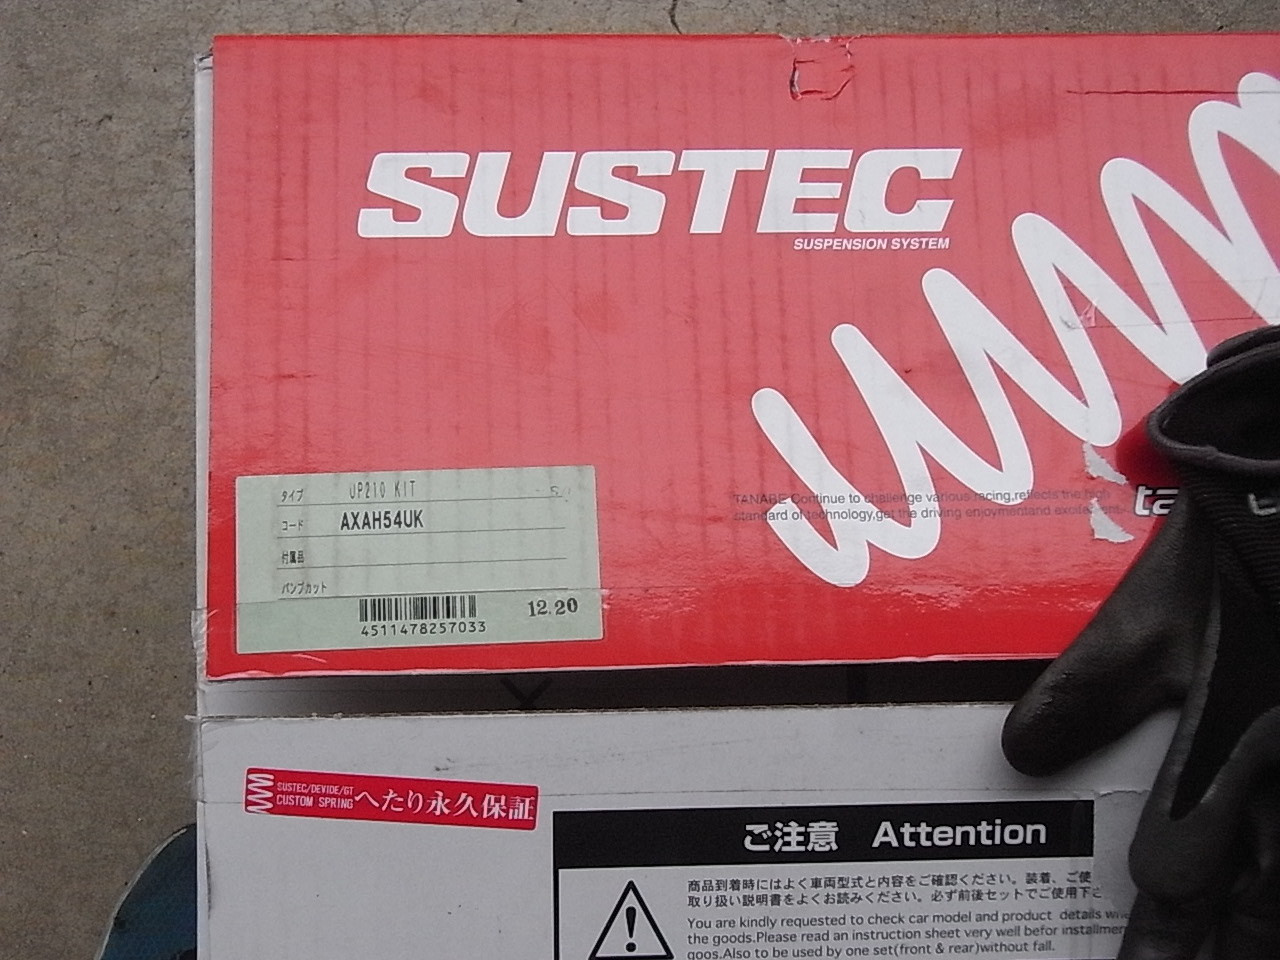 SUSTEC
SUSPENSION SYSTEM
TANABE Continue to challenge various racing,reflects the high
standard of technology,get the driving enjoymentand
ta
タイプ UP210 KIT
コード AXAH54UK
付属品
バンプカット
12.20
4511478257033
SUSTEC/DEVIDE/GT
CUSTOM SPRING へたり永久保証
ご注意 Attention
商品到着時にはよく車両型式と内容をご確認ください。装着、ご使
取り扱い説明書をよくお読みください。必ず前後セットでご使用下さ
You are kindly requested to check car model and product details
the goods.Please read an instruction sheet very well befor installmen
goos.Also to be used by one set(front & rear)without fall.